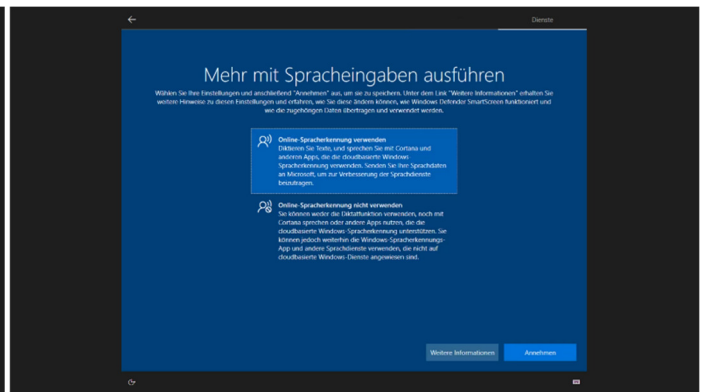 Dienste
Mehr mit Spracheingaben ausführen
Wählen Sie Ihre Einstellungen und anschließend "Annehmen" aus, um sie zu speichern. Unter dem Link "Weitere Informationen" erhalten Sie
weitere Hinweise zu diesen Einstellungen und erfahren, wie Sie diese ändern können, wie Windows Defender SmartScreen funktioniert und
wie die zugehörigen Daten übertragen und verwendet werden.
Online-Spracherkennung verwenden
Diktieren Sie Texte, und sprechen Sie mit Cortana und
anderen Apps, die die cloudbasierte Windows-
Spracherkennung verwenden. Senden Sie Ihre Sprachdaten
an Microsoft, um zur Verbesserung der Sprachdienste
beizutragen.
Online-Spracherkennung nicht verwenden
Sie können weder die Diktatfunktion verwenden, noch mit
Cortana sprechen oder andere Apps nutzen, die die
cloudbasierte Windows-Spracherkennung unterstützen. Sie
können jedoch weiterhin die Windows-Spracherkennungs-
App und andere Sprachdienste verwenden, die nicht auf
cloudbasierte Windows-Dienste angewiesen sind.
Weitere Informationen
Annehmen